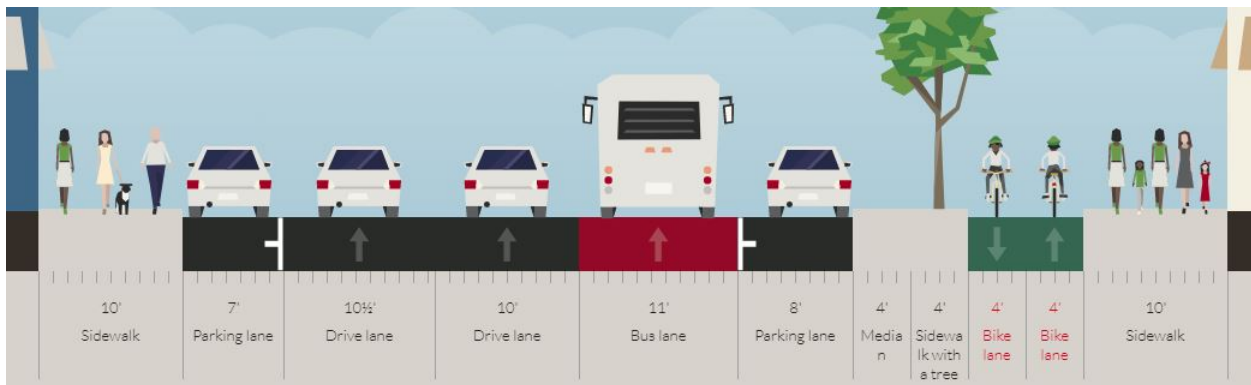 10' 7' 10½' 10' 11' 8' 4' 4' 4' 4' 10'
Sidewalk Parking lane Drive lane Drive lane Bus lane Parking lane Media Sidewa Bike Bike Sidewalk
n lk with lane lane
a tree